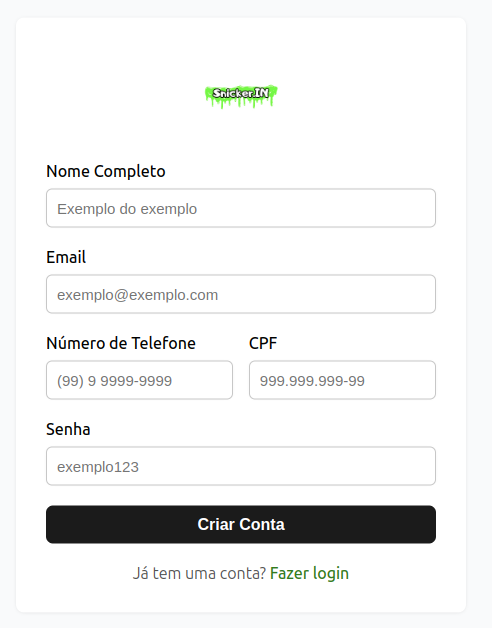 Snicker.IN
Nome Completo
Exemplo do exemplo
Email
exemplo@exemplo.com
Número de Telefone CPF
(99) 9 9999-9999 999.999.999-99
Senha
exemplo123
Criar Conta
Já tem uma conta? Fazer login